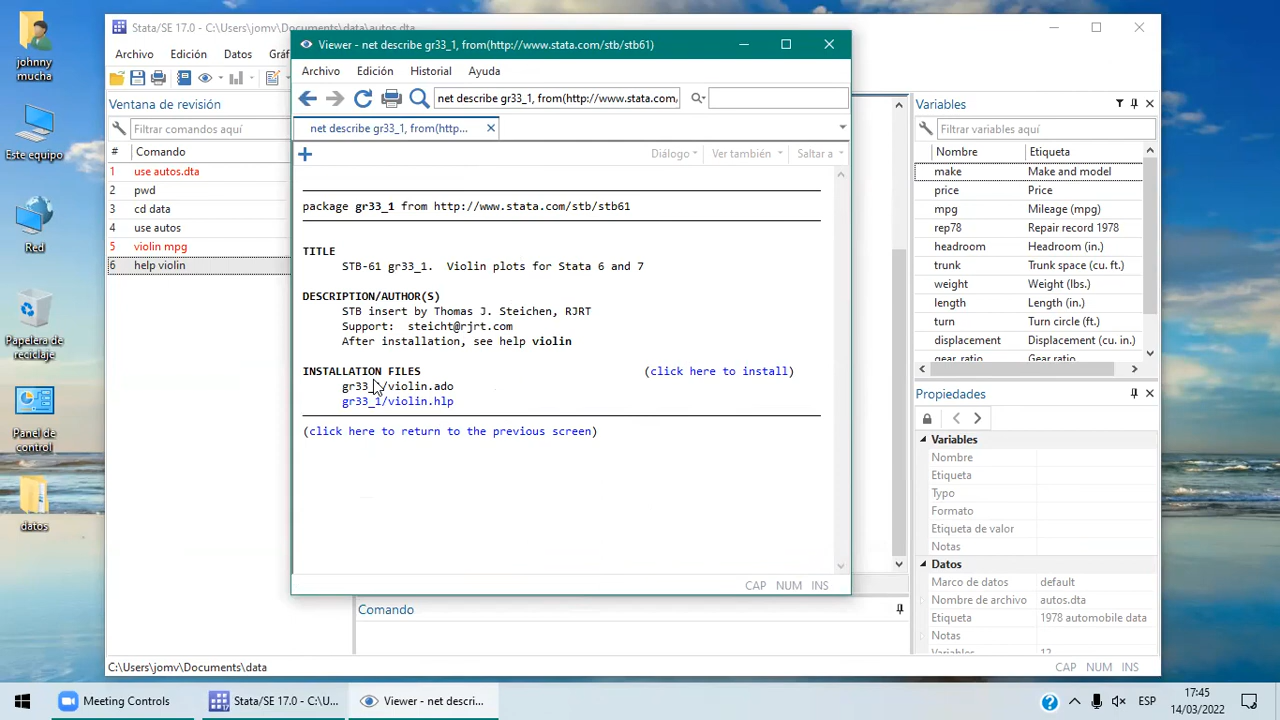 johnny
mucha
Este equipo
Red
Papelera de
reciclaje
Panel de
control
datos
Stata/SE 17.0 - C:\Users\jomv\Documents\data\autos.dta
Archivo Edición Datos Gráf
Ventana de revisión
Filtrar comandos aquí
# Comando
1 use autos.dta
2 pwd
3 cd data
4 use autos
5 violin mpg
6 help violin
C:\Users\jomv\Documents\data
Viewer - net describe gr33_1, from(http://www.stata.com/stb/stb61)
Archivo Edición Historial Ayuda
net describe gr33_1, from(http://www.stata.com,
net describe gr33_1, from(http...
Diálogo Ver también Saltar a
package gr33_1 from http://www.stata.com/stb/stb61
TITLE
STB-61 gr33_1. Violin plots for Stata 6 and 7
DESCRIPTION/AUTHOR(S)
STB insert by Thomas J. Steichen, RJRT
Support: steicht@rjrt.com
After installation, see help violin
INSTALLATION FILES (click here to install)
gr33_1/violin.ado
gr33_1/violin.hlp
(click here to return to the previous screen)
CAP NUM INS
Comando
Variables
Filtrar variables aquí
Nombre Etiqueta
make Make and model
price Price
mpg Mileage (mpg)
rep78 Repair record 1978
headroom Headroom (in.)
trunk Trunk space (cu. ft.)
weight Weight (lbs.)
length Length (in.)
turn Turn circle (ft.)
displacement Displacement (cu. in.)
gear_ratio Gear ratio
Propiedades
Variables
Nombre
Etiqueta
Tipo
Formato
Etiqueta de valor
Notas
Datos
Marco de datos default
Nombre de archivo autos.dta
Etiqueta 1978 automobile data
Notas
Variables 12
CAP NUM INS
Meeting Controls
Stata/SE 17.0 - C:\U...
Viewer - net descri...
ESP
17:45
14/03/2022